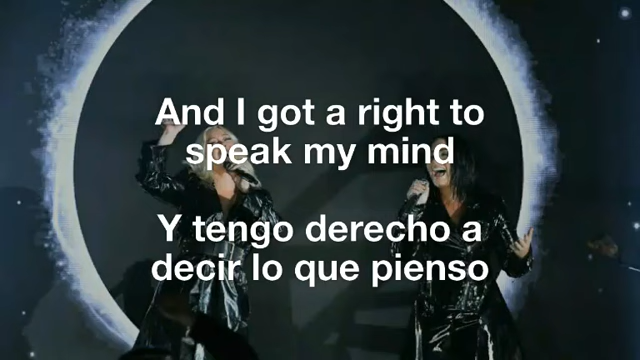 And I got a right to
speak my mind
Y tengo derecho a
decir lo que pienso